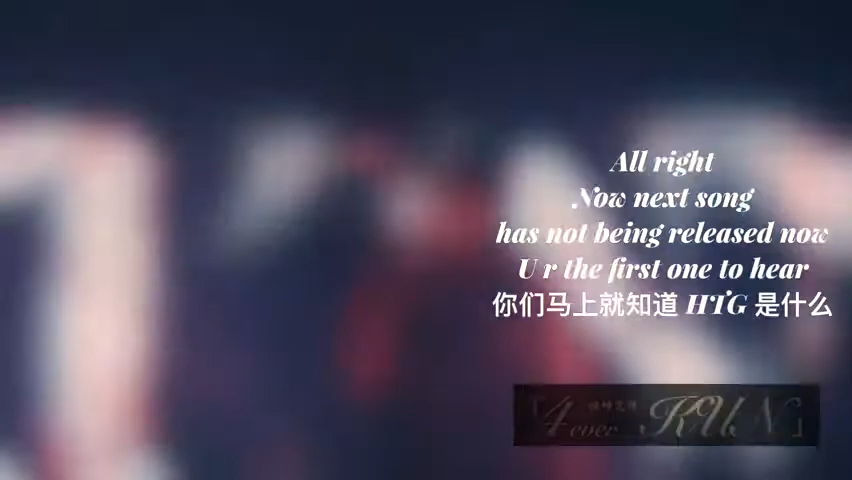 All right
Now next song
has not being released now
U r the first one to hear
你们马上就知道 HTG 是什么
「4ever KUN」